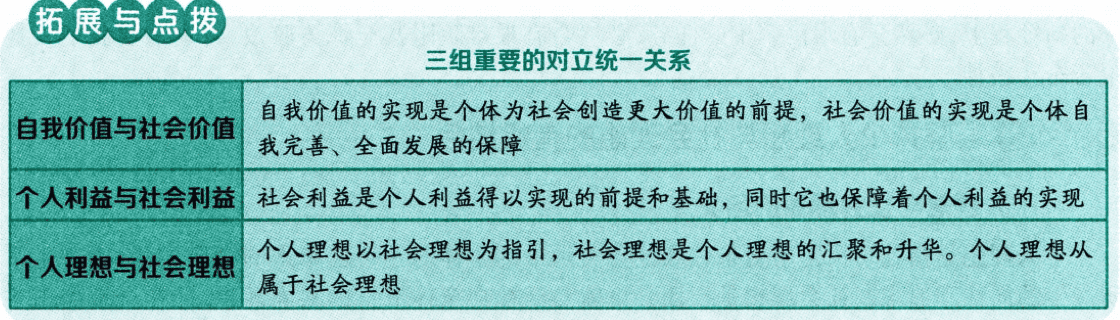 拓展与点拨
三组重要的对立统一关系
自我价值与社会价值
自我价值的实现是个体为社会创造更大价值的前提，社会价值的实现是个体自
我完善、全面发展的保障
个人利益与社会利益
社会利益是个人利益得以实现的前提和基础，同时它也保障着个人利益的实现
个人理想与社会理想
个人理想以社会理想为指引，社会理想是个人理想的汇聚和升华。个人理想从
属于社会理想